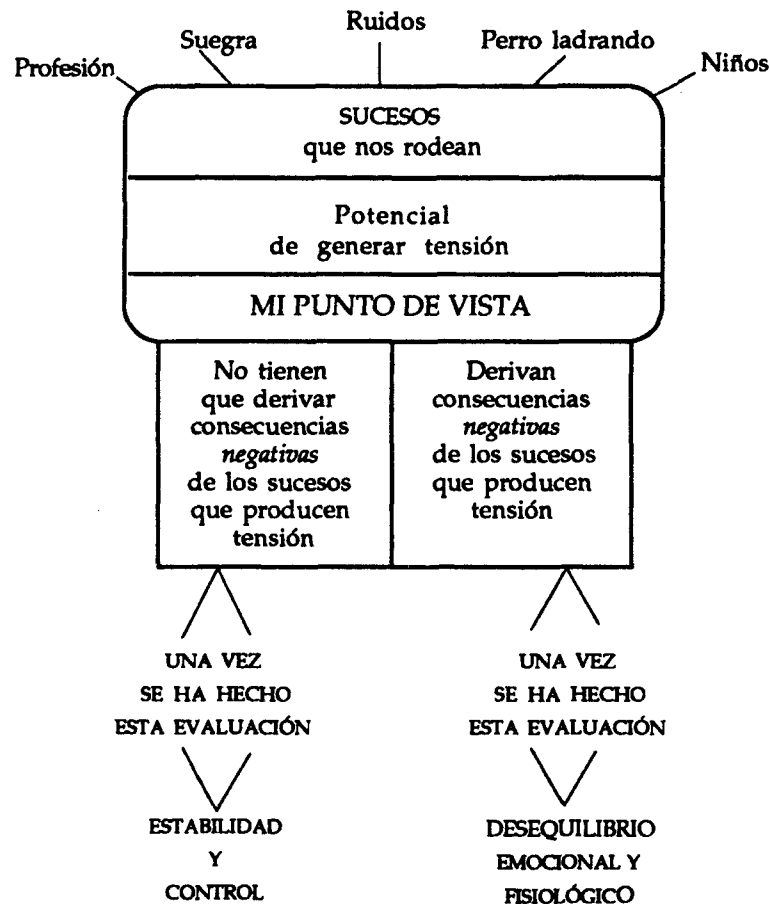 Profesión
Suegra
Ruidos
Perro ladrando
Niños
SUCESOS
que nos rodean
Potencial
de generar tensión
MI PUNTO DE VISTA
No tienen
que derivar
consecuencias
negativas
de los sucesos
que producen
tensión
Derivan
consecuencias
negativas
de los sucesos
que producen
tensión
UNA VEZ
SE HA HECHO
ESTA EVALUACIÓN
UNA VEZ
SE HA HECHO
ESTA EVALUACIÓN
ESTABILIDAD
Y
CONTROL
DESEQUILIBRIO
EMOCIONAL Y
FISIOLÓGICO